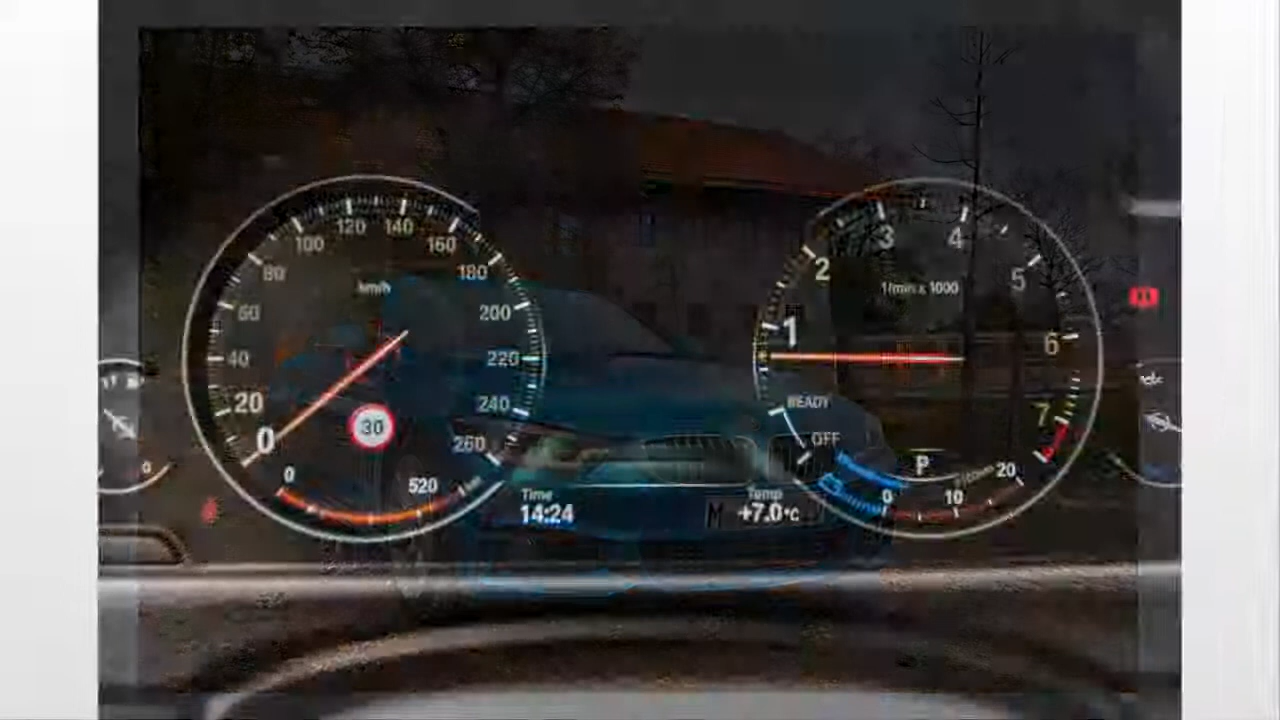 120 140
100 160
80 180
km/h
60 200
40 220
20 240
0 30 260
0 520 km
Time
14:24
3 4
2 5
1/min x 1000
1 6
READY 7
OFF
P
20
0 10
Temp
+7.0°C
0
M